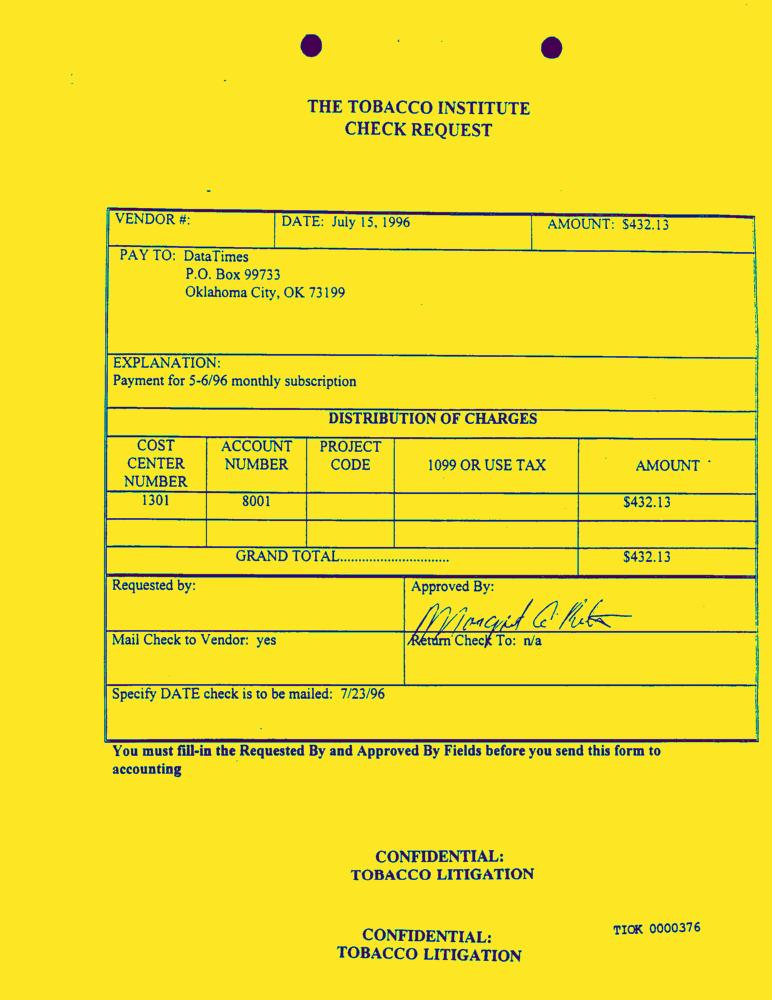 THE TOBACCO INSTITUTE
CHECK REQUEST
VENDOR #: DATE: July 15, 1996 AMOUNT: $432.13
PAY TO: DataTimes
P.O. Box 99733
Oklahoma City, OK 73199
EXPLANATION:
Payment for 5-6/96 monthly subscription
DISTRIBUTION OF CHARGES
COST CENTER NUMBER ACCOUNT NUMBER PROJECT CODE 1099 OR USE TAX AMOUNT
1301 8001 $432.13
GRAND TOTAL.............................. $432.13
Requested by: Approved By:
Mail Check to Vendor: yes Return Check To: n/a
Specify DATE check is to be mailed: 7/23/96
You must fill-in the Requested By and Approved By Fields before you send this form to
accounting
CONFIDENTIAL:
TOBACCO LITIGATION
TIOK 0000376
CONFIDENTIAL:
TOBACCO LITIGATION